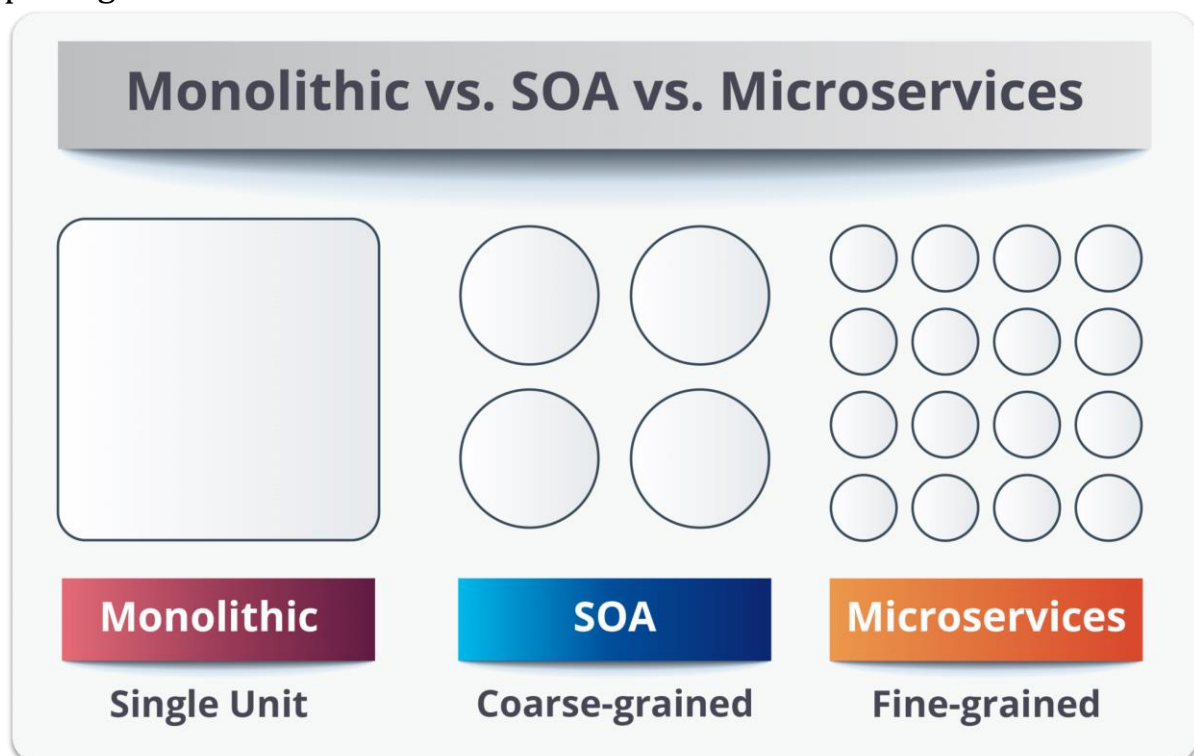 Monolithic vs. SOA vs. Microservices
Monolithic
SOA
Microservices
Single Unit
Coarse-grained
Fine-grained